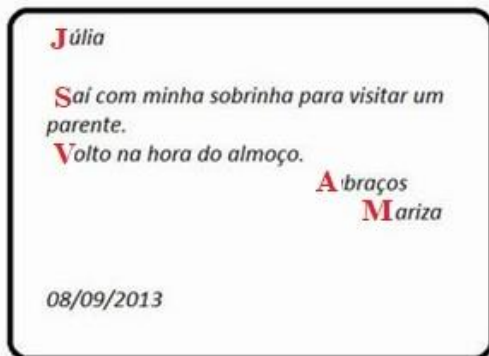 Júlia
Saí com minha sobrinha para visitar um
parente.
Volto na hora do almoço.
Abraços
Mariza
08/09/2013